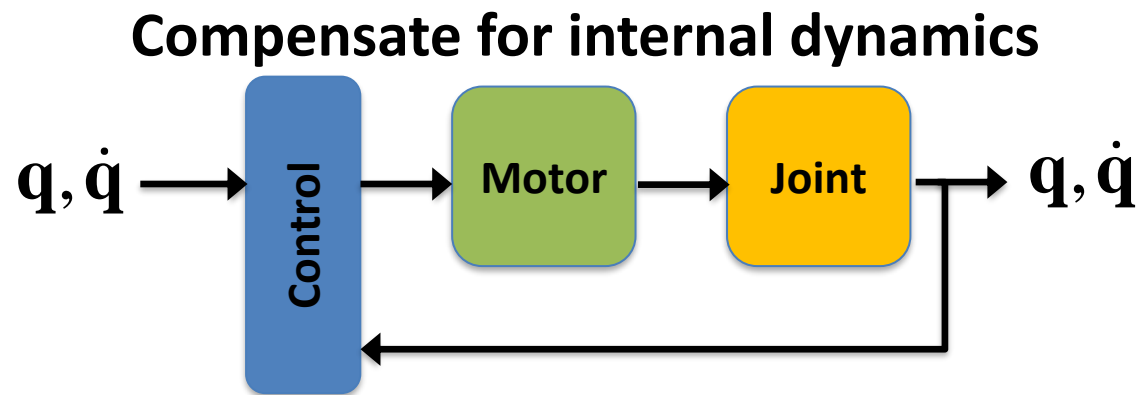 Compensate for internal dynamics
q, q̇
Control
Motor
Joint
q, q̇